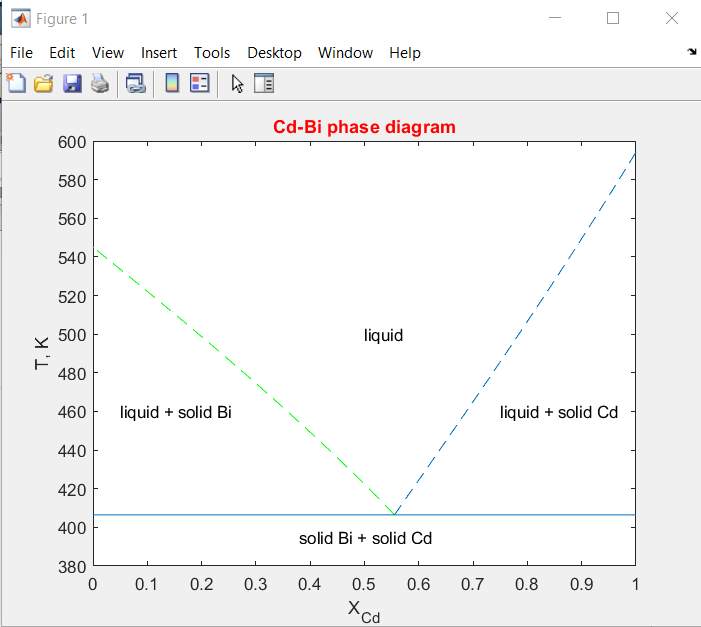 Figure 1
File Edit View Insert Tools Desktop Window Help
Cd-Bi phase diagram
600
580
560
540
520
500
480
460
440
420
400
380
T, K
liquid
liquid + solid Bi
liquid + solid Cd
solid Bi + solid Cd
0 0.1 0.2 0.3 0.4 0.5 0.6 0.7 0.8 0.9 1
X_Cd